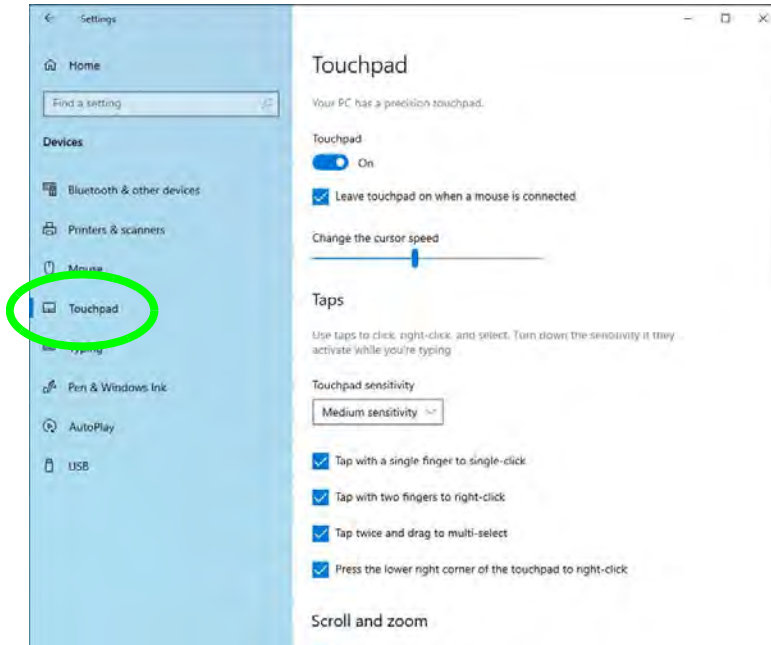 Settings
Home
Find a setting
Devices
Bluetooth & other devices
Printers & scanners
Mouse
Touchpad
Typing
Pen & Windows Ink
AutoPlay
USB
Touchpad
Your PC has a precision touchpad.
Touchpad
On
Leave touchpad on when a mouse is connected
Change the cursor speed
Taps
Use taps to click, right-click, and select. Turn down the sensitivity if they
activate while you're typing
Touchpad sensitivity
Medium sensitivity
Tap with a single finger to single-click
Tap with two fingers to right-click
Tap twice and drag to multi-select
Press the lower right corner of the touchpad to right-click
Scroll and zoom